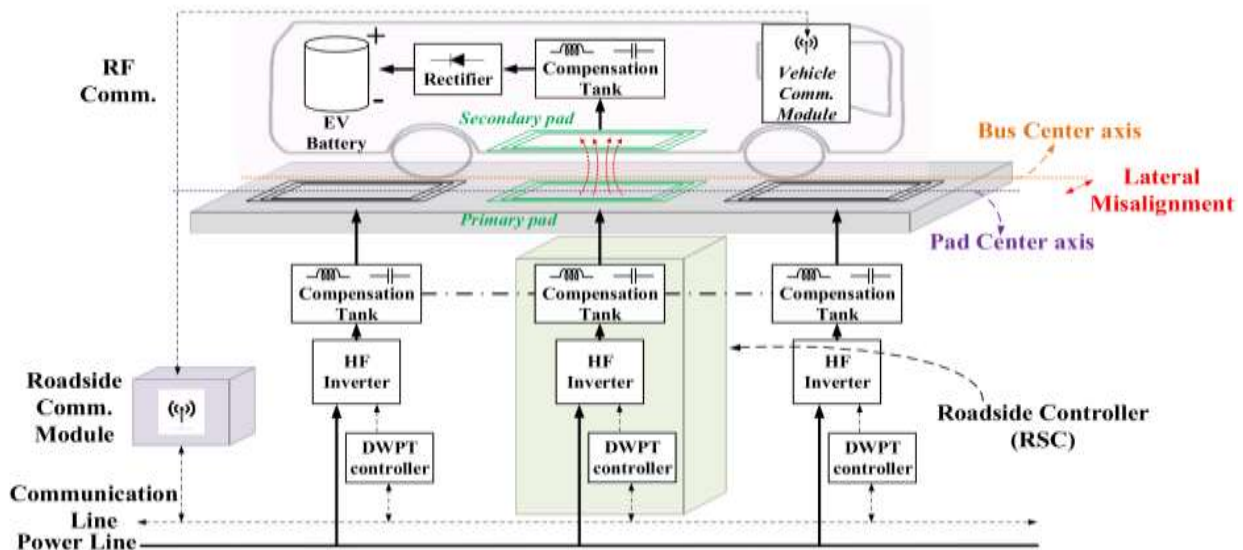 RF
Comm.
+
-
EV
Battery
Rectifier
Compensation
Tank
Vehicle
Comm.
Module
Secondary pad
Bus Center axis
Lateral
Misalignment
Primary pad
Pad Center axis
Compensation
Tank
Compensation
Tank
Compensation
Tank
HF
Inverter
HF
Inverter
HF
Inverter
Roadside
Comm.
Module
Roadside Controller
(RSC)
DWPT
controller
DWPT
controller
DWPT
controller
Communication
Line
Power Line